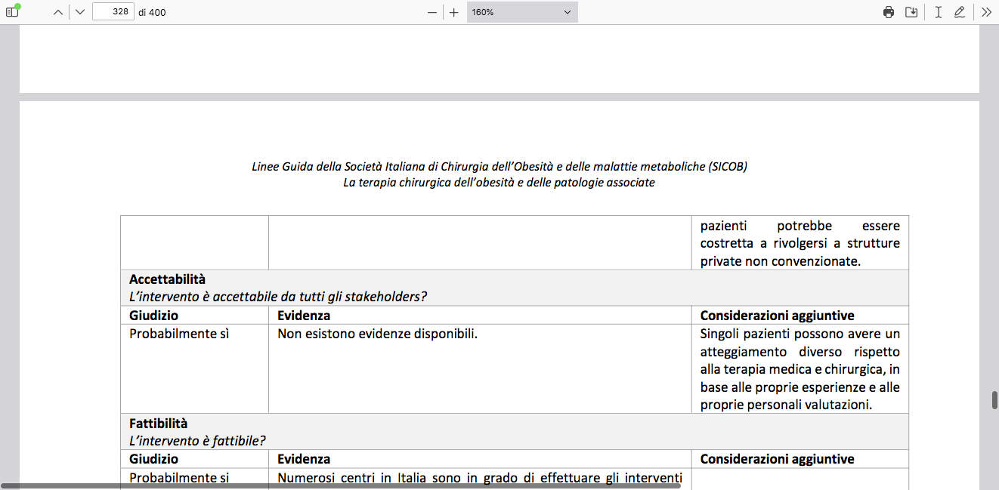 328 di 400
160%
Linee Guida della Società Italiana di Chirurgia dell'Obesità e delle malattie metaboliche (SICOB)
La terapia chirurgica dell'obesità e delle patologie associate
pazienti potrebbe essere
costretta a rivolgersi a strutture
private non convenzionate.
Accettabilità
L'intervento è accettabile da tutti gli stakeholders?
Giudizio Evidenza Considerazioni aggiuntive
Probabilmente sì Non esistono evidenze disponibili. Singoli pazienti possono avere un
atteggiamento diverso rispetto
alla terapia medica e chirurgica, in
base alle proprie esperienze e alle
proprie personali valutazioni.
Fattibilità
L'intervento è fattibile?
Giudizio Evidenza Considerazioni aggiuntive
Probabilmente si Numerosi centri in Italia sono in grado di effettuare gli interventi